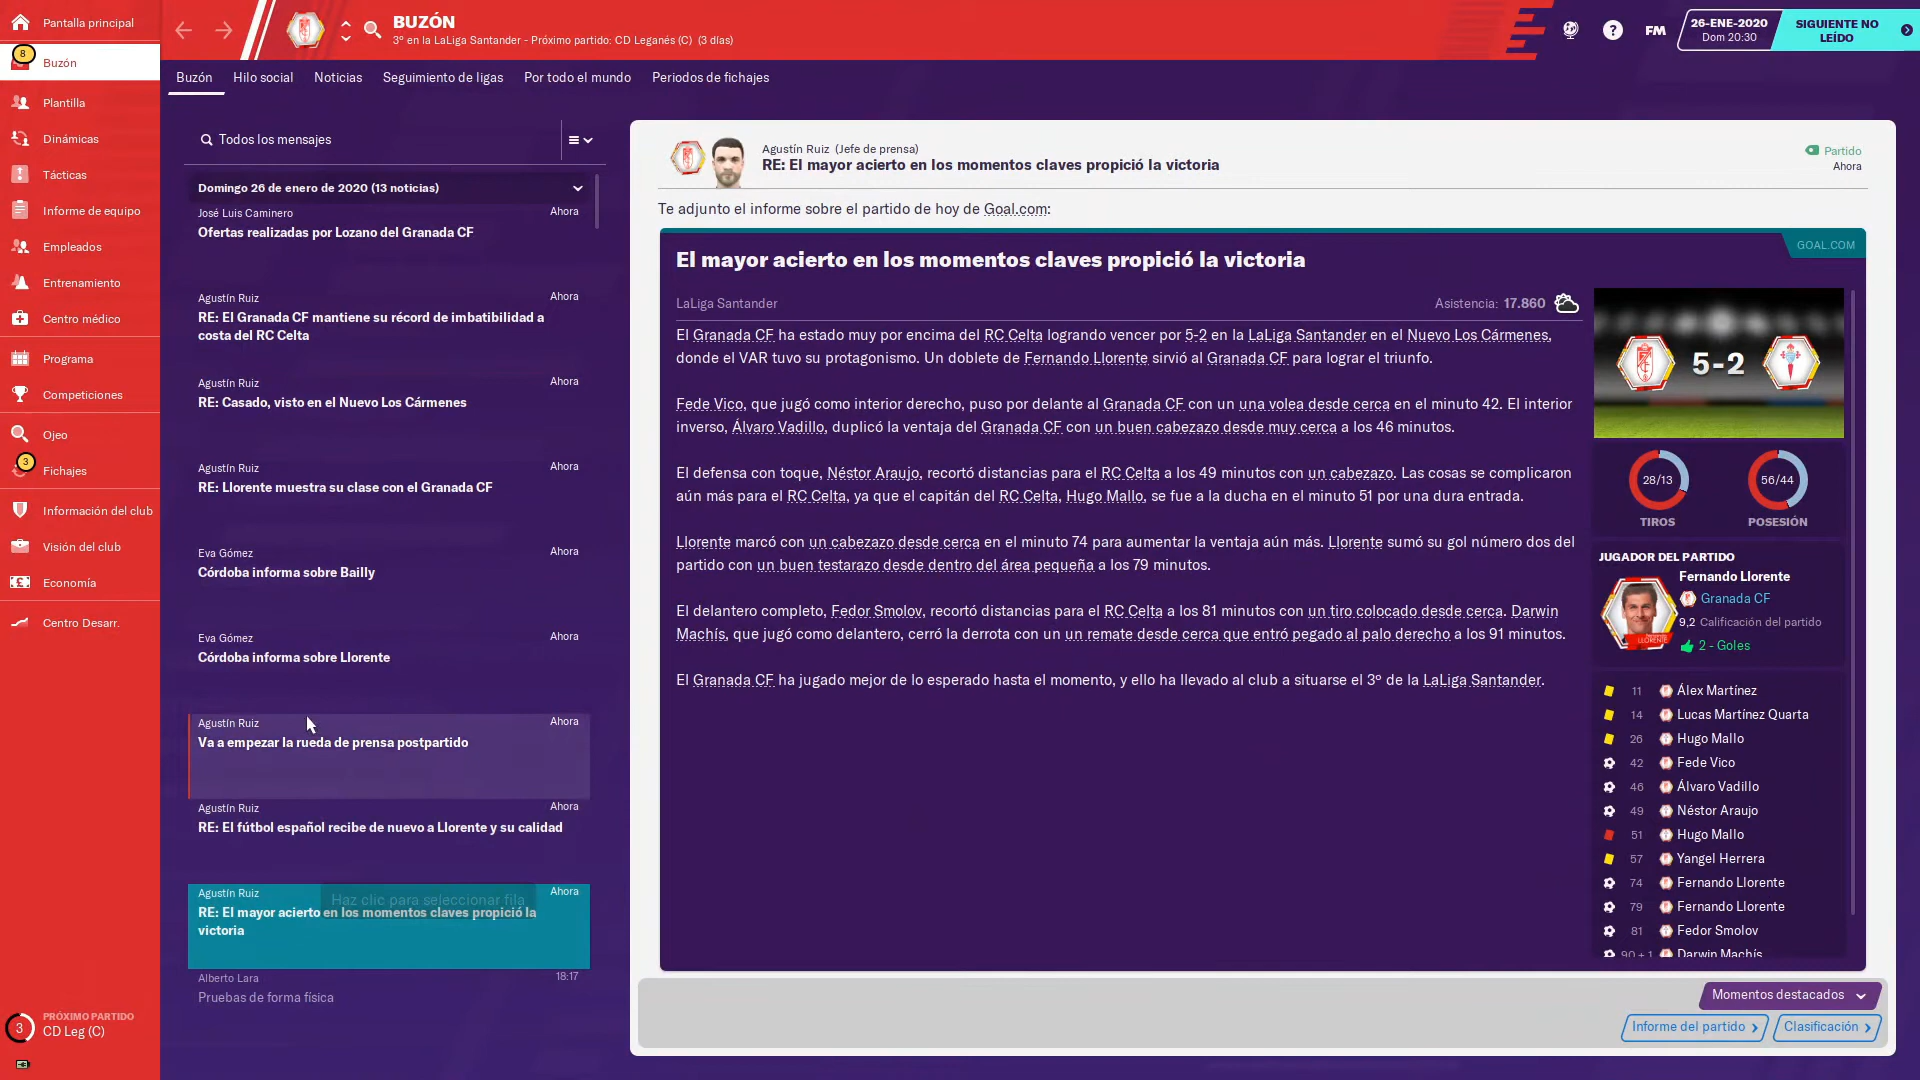 Pantalla principal
8
Buzón
Plantilla
Dinámicas
Tácticas
Informe de equipo
Empleados
Entrenamiento
Centro médico
Programa
Competiciones
Ojeo
3
Fichajes
Información del club
Visión del club
Economía
Centro Desarr.
3
PRÓXIMO PARTIDO
CD Leg (C)
BUZÓN
3º en la LaLiga Santander - Próximo partido: CD Leganés (C) (3 días)
?
FM
26-ENE-2020
Dom 20:30
SIGUIENTE NO LEÍDO
Buzón
Hilo social
Noticias
Seguimiento de ligas
Por todo el mundo
Periodos de fichajes
Todos los mensajes
Domingo 26 de enero de 2020 (13 noticias)
José Luis Caminero
Ahora
Ofertas realizadas por Lozano del Granada CF
Agustín Ruiz
Ahora
RE: El Granada CF mantiene su récord de imbatibilidad a
costa del RC Celta
Agustín Ruiz
Ahora
RE: Casado, visto en el Nuevo Los Cármenes
Agustín Ruiz
Ahora
RE: Llorente muestra su clase con el Granada CF
Eva Gómez
Ahora
Córdoba informa sobre Bailly
Eva Gómez
Ahora
Córdoba informa sobre Llorente
Agustín Ruiz
Ahora
Va a empezar la rueda de prensa postpartido
Agustín Ruiz
Ahora
RE: El fútbol español recibe de nuevo a Llorente y su calidad
Agustín Ruiz
Ahora
Haz clic para seleccionar fila
RE: El mayor acierto en los momentos claves propició la
victoria
Alberto Lara
18:17
Pruebas de forma física
Agustín Ruiz (Jefe de prensa)
RE: El mayor acierto en los momentos claves propició la victoria
Partido
Ahora
Te adjunto el informe sobre el partido de hoy de Goal.com:
GOAL.COM
El mayor acierto en los momentos claves propició la victoria
LaLiga Santander
Asistencia: 17.860
El Granada CF ha estado muy por encima del RC Celta logrando vencer por 5-2 en la LaLiga Santander en el Nuevo Los Cármenes,
donde el VAR tuvo su protagonismo. Un doblete de Fernando Llorente sirvió al Granada CF para lograr el triunfo.
Fede Vico, que jugó como interior derecho, puso por delante al Granada CF con un una volea desde cerca en el minuto 42. El interior
inverso, Álvaro Vadillo, duplicó la ventaja del Granada CF con un buen cabezazo desde muy cerca a los 46 minutos.
El defensa con toque, Néstor Araujo, recortó distancias para el RC Celta a los 49 minutos con un cabezazo. Las cosas se complicaron
aún más para el RC Celta, ya que el capitán del RC Celta, Hugo Mallo, se fue a la ducha en el minuto 51 por una dura entrada.
Llorente marcó con un cabezazo desde cerca en el minuto 74 para aumentar la ventaja aún más. Llorente sumó su gol número dos del
partido con un buen testarazo desde dentro del área pequeña a los 79 minutos.
El delantero completo, Fedor Smolov, recortó distancias para el RC Celta a los 81 minutos con un tiro colocado desde cerca. Darwin
Machís, que jugó como delantero, cerró la derrota con un un remate desde cerca que entró pegado al palo derecho a los 91 minutos.
El Granada CF ha jugado mejor de lo esperado hasta el momento, y ello ha llevado al club a situarse el 3º de la LaLiga Santander.
5-2
28/13
TIROS
56/44
POSESIÓN
JUGADOR DEL PARTIDO
Fernando Llorente
Granada CF
9,2 Calificación del partido
2 - Goles
11 Álex Martínez
14 Lucas Martínez Quarta
26 Hugo Mallo
42 Fede Vico
46 Álvaro Vadillo
49 Néstor Araujo
51 Hugo Mallo
57 Yangel Herrera
74 Fernando Llorente
79 Fernando Llorente
81 Fedor Smolov
90 + 1 Darwin Machís
Momentos destacados
Informe del partido
Clasificación